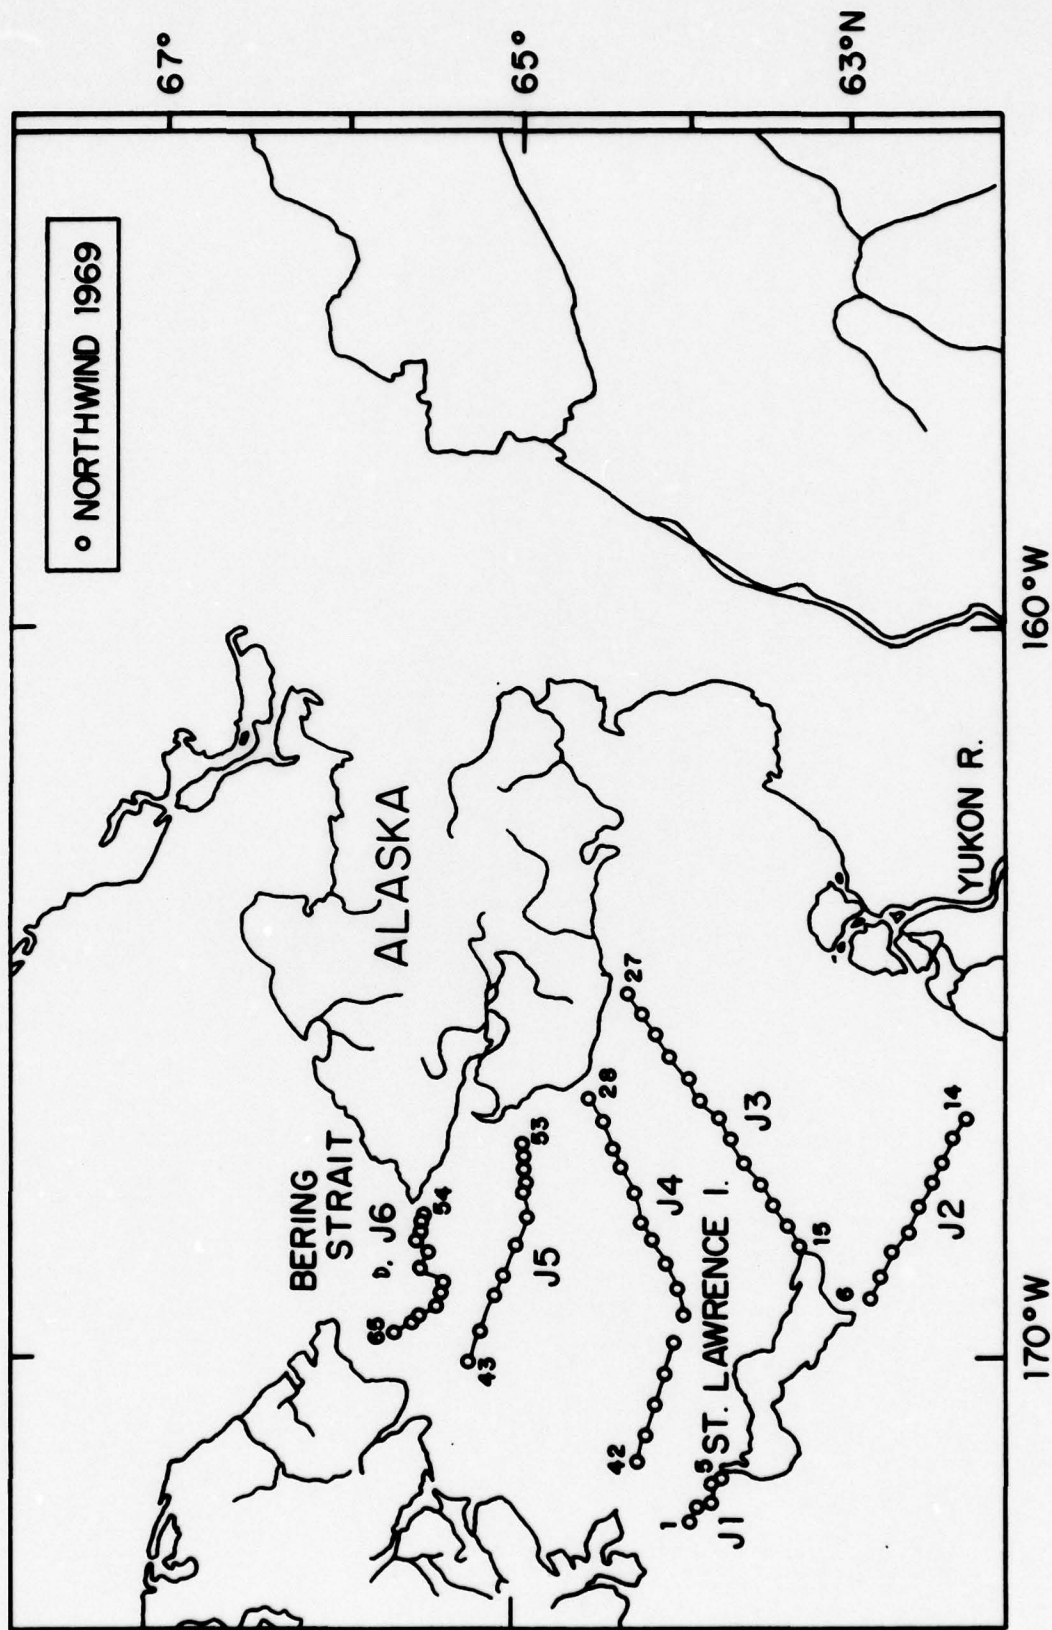 67°
65°
63°N
○ NORTHWIND 1969
160°W
170°W
ALASKA
YUKON R.
BERING
STRAIT
D. J6
54
65
J5
53
43
J4
28
42
J3
27
15
ST. LAWRENCE I.
J2
14
6
J1
1
5